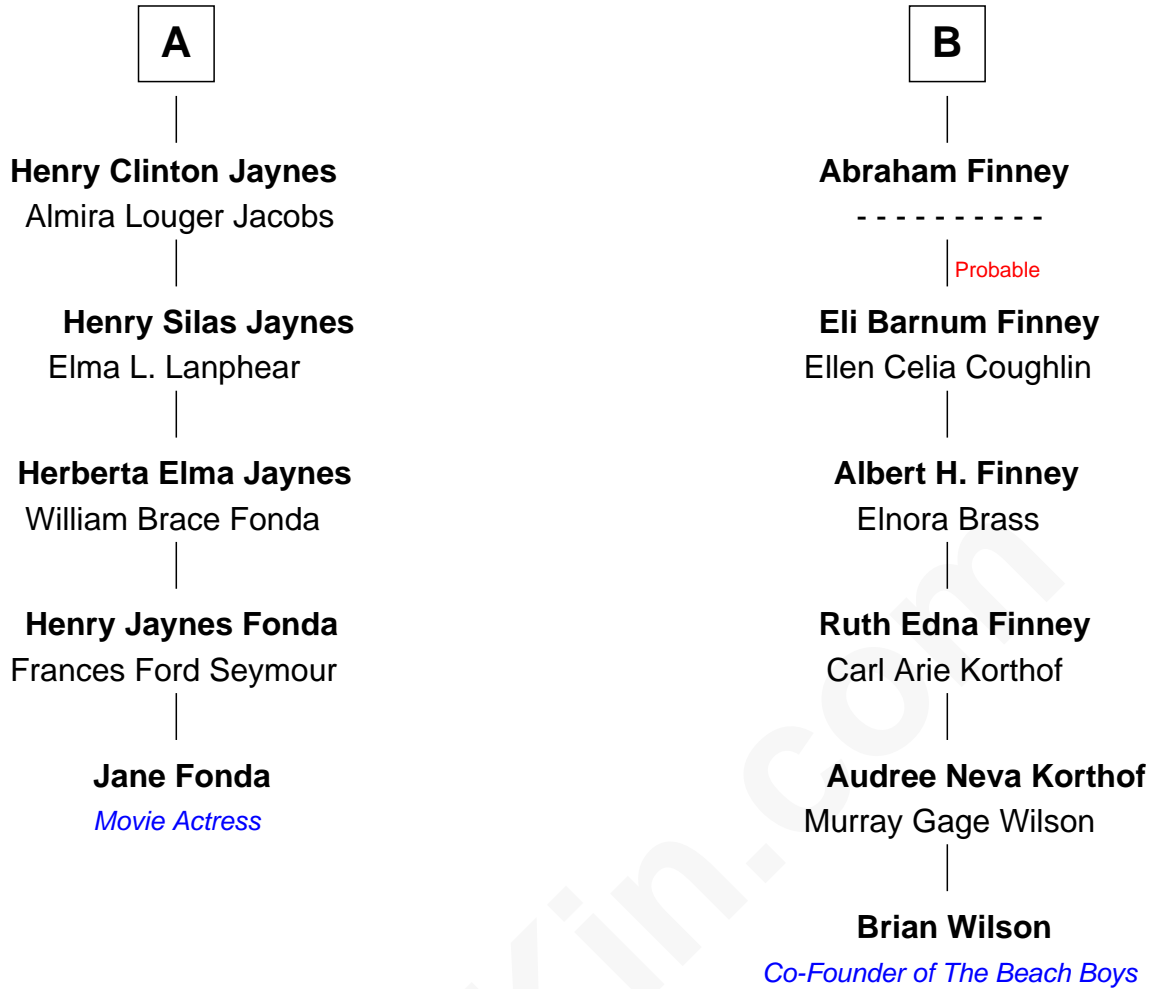 A
Henry Clinton Jaynes
Almira Louger Jacobs
Henry Silas Jaynes
Elma L. Lanphear
Herberta Elma Jaynes
William Brace Fonda
Henry Jaynes Fonda
Frances Ford Seymour
Jane Fonda
Movie Actress
B
Abraham Finney
- - - - - - - - - -
Probable
Eli Barnum Finney
Ellen Celia Coughlin
Albert H. Finney
Elnora Brass
Ruth Edna Finney
Carl Arie Korthof
Audree Neva Korthof
Murray Gage Wilson
Brian Wilson
Co-Founder of The Beach Boys
Kin.com